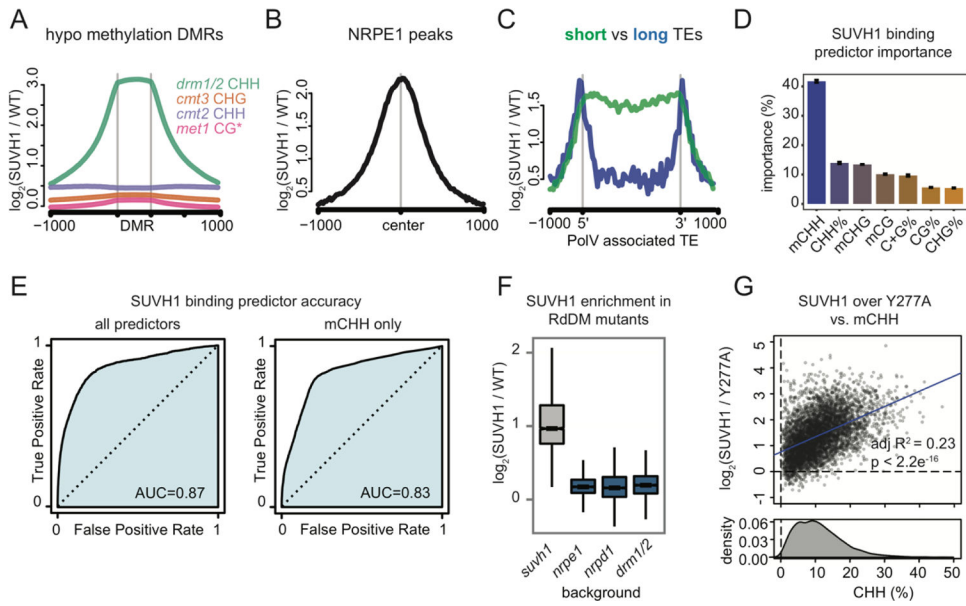 A
hypo methylation DMRs
log2(SUVH1 / WT)
3.0
2.0
1.0
0.0
drm1/2 CHH
cmt3 CHG
cmt2 CHH
met1 CG*
−1000
DMR
1000
B
NRPE1 peaks
log2(SUVH1 / WT)
2.0
1.5
1.0
0.5
−1000
center
1000
C
short vs long TEs
log2(SUVH1 / WT)
1.5
1.0
0.5
−1000
5'
3'
1000
PolV associated TE
D
SUVH1 binding
predictor importance
importance (%)
40
30
20
10
0
mCHH
CHH%
mCHG
mCG
C+G%
CG%
CHG%
E
SUVH1 binding predictor accuracy
all predictors
True Positive Rate
1
0
AUC=0.87
0
False Positive Rate
1
mCHH only
True Positive Rate
1
0
AUC=0.83
0
False Positive Rate
1
F
SUVH1 enrichment in
RdDM mutants
log2(SUVH1 / WT)
2
1
0
suvh1
nrpe1
nrpd1
drm1/2
background
G
SUVH1 over Y277A
vs. mCHH
log2(SUVH1 / Y277A)
5
4
3
2
1
0
-1
adj R2 = 0.23
p < 2.2e-16
density
0.06
0.03
0.00
0
10
20
30
40
50
CHH (%)